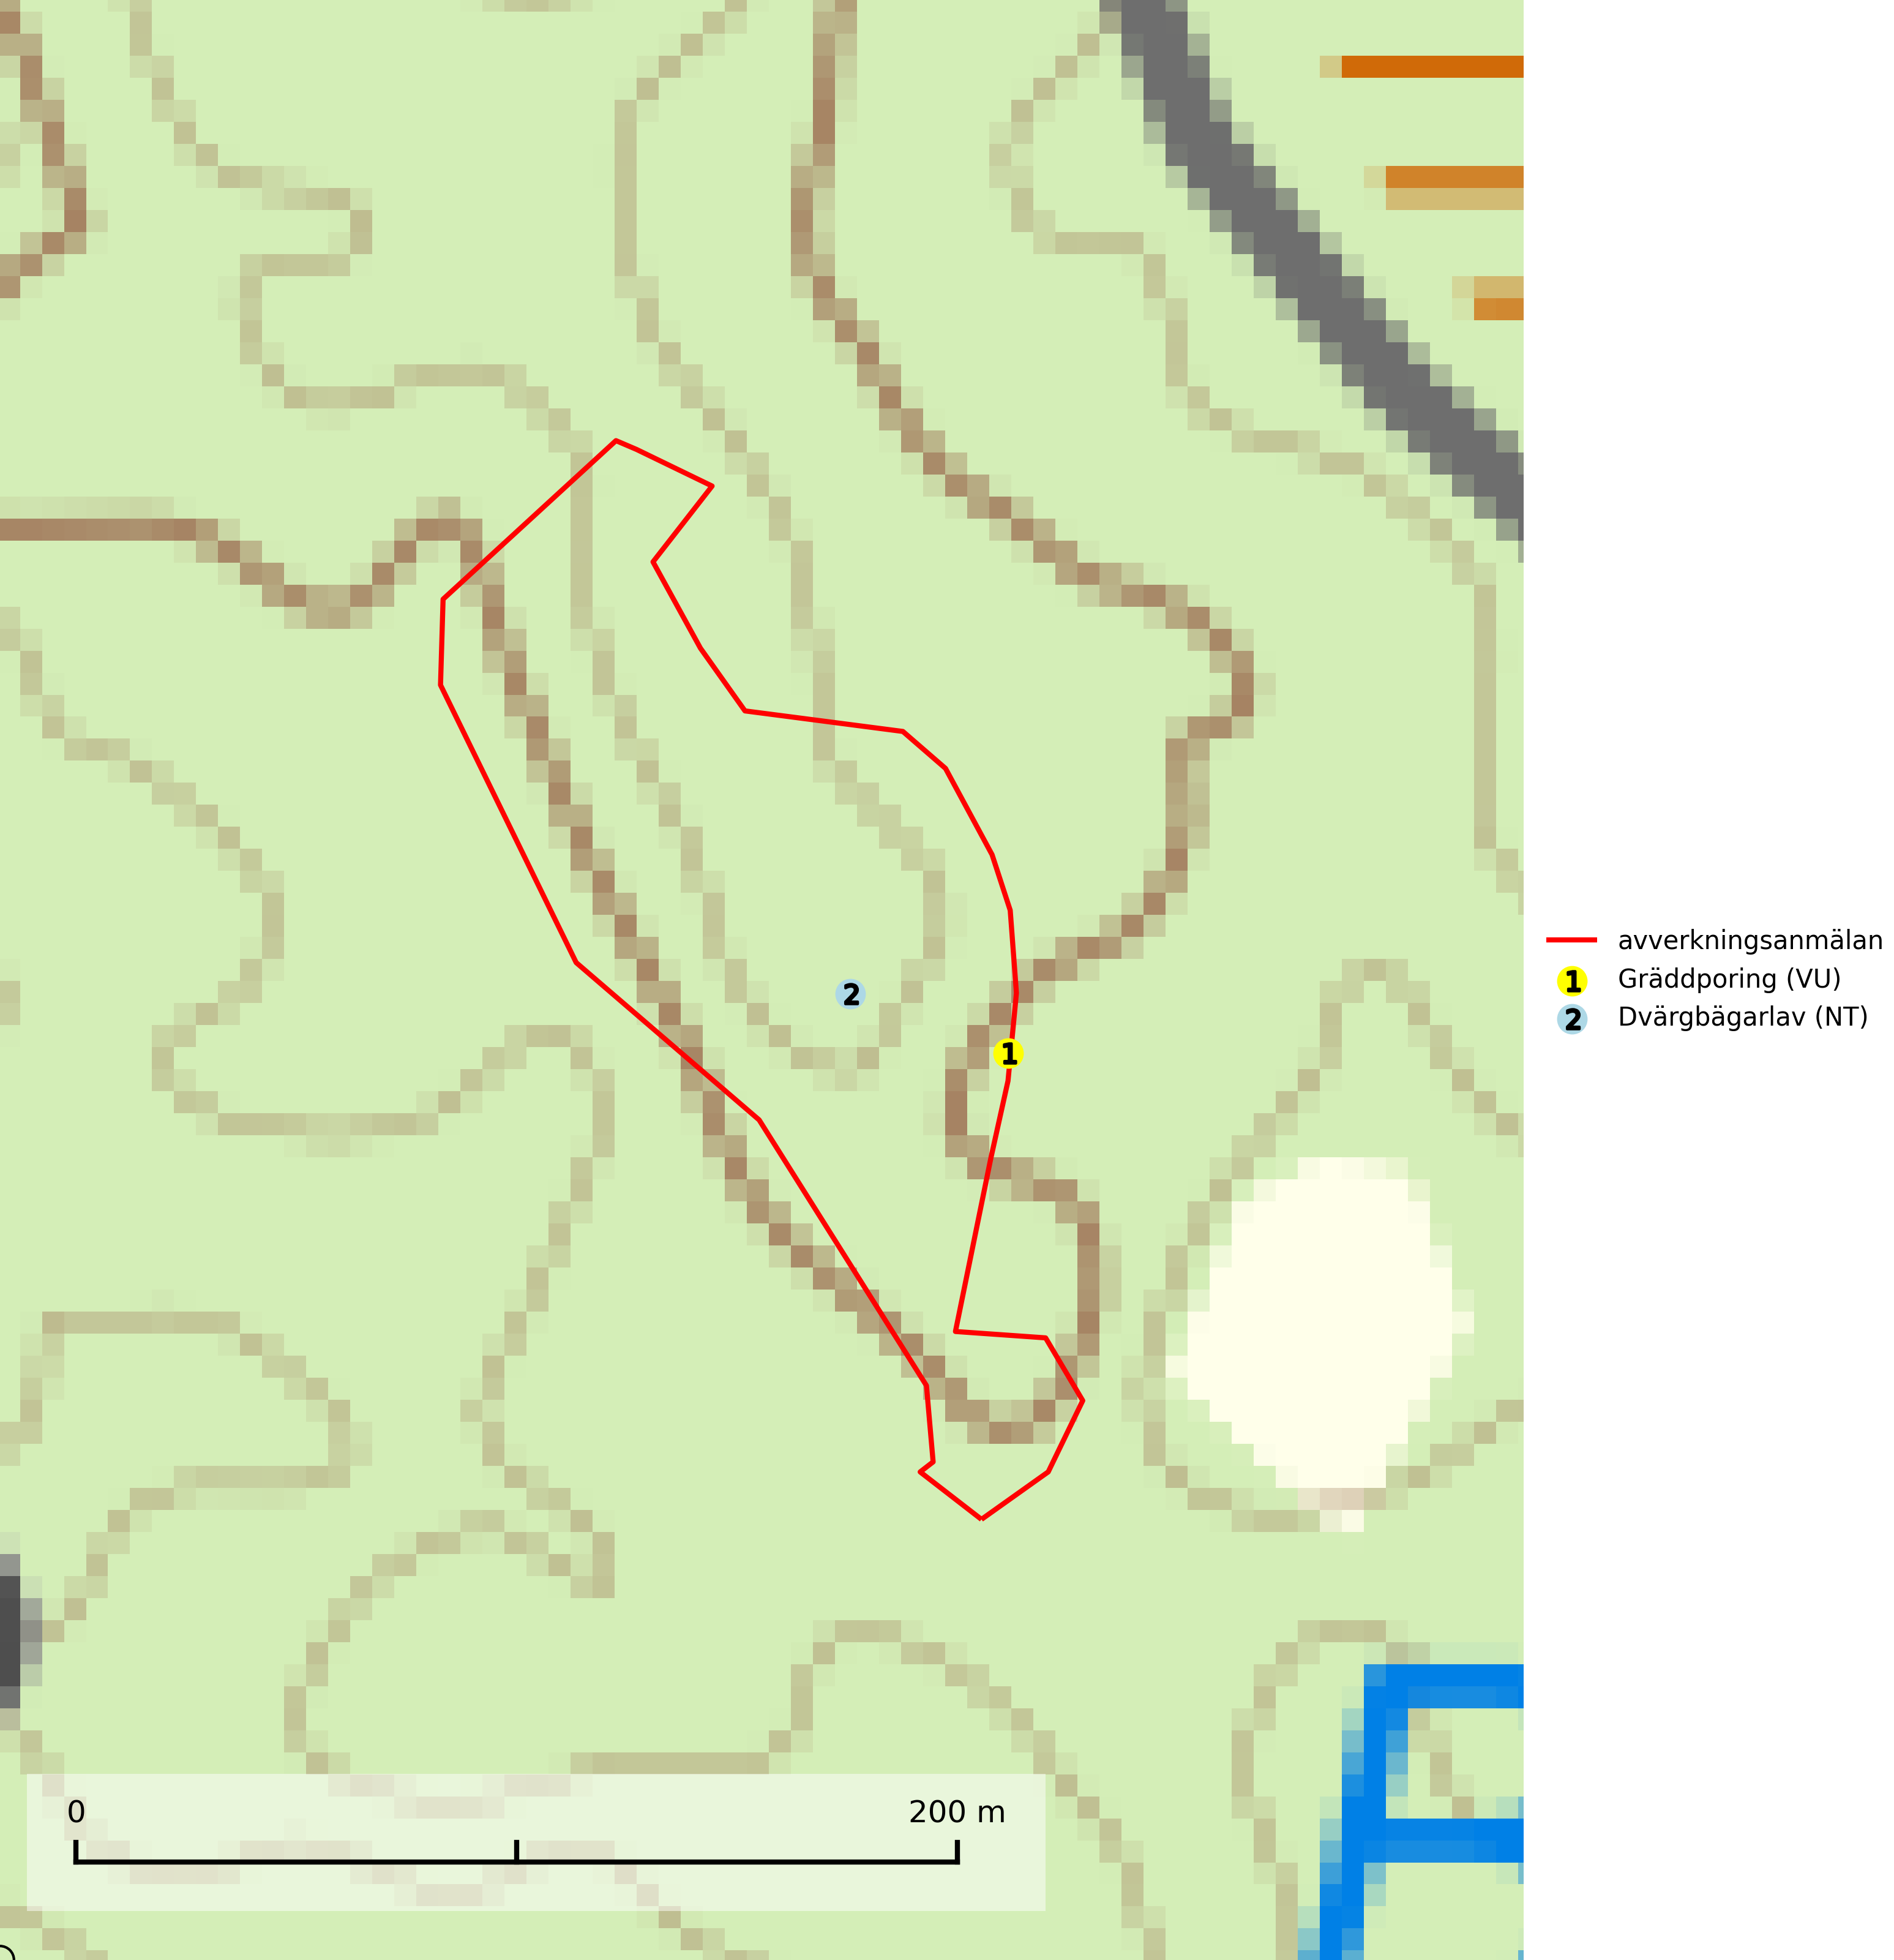 avverkningsanmälan
1 Gräddporing (VU)
2 Dvärgbägarlav (NT)
2
1
0 200 m